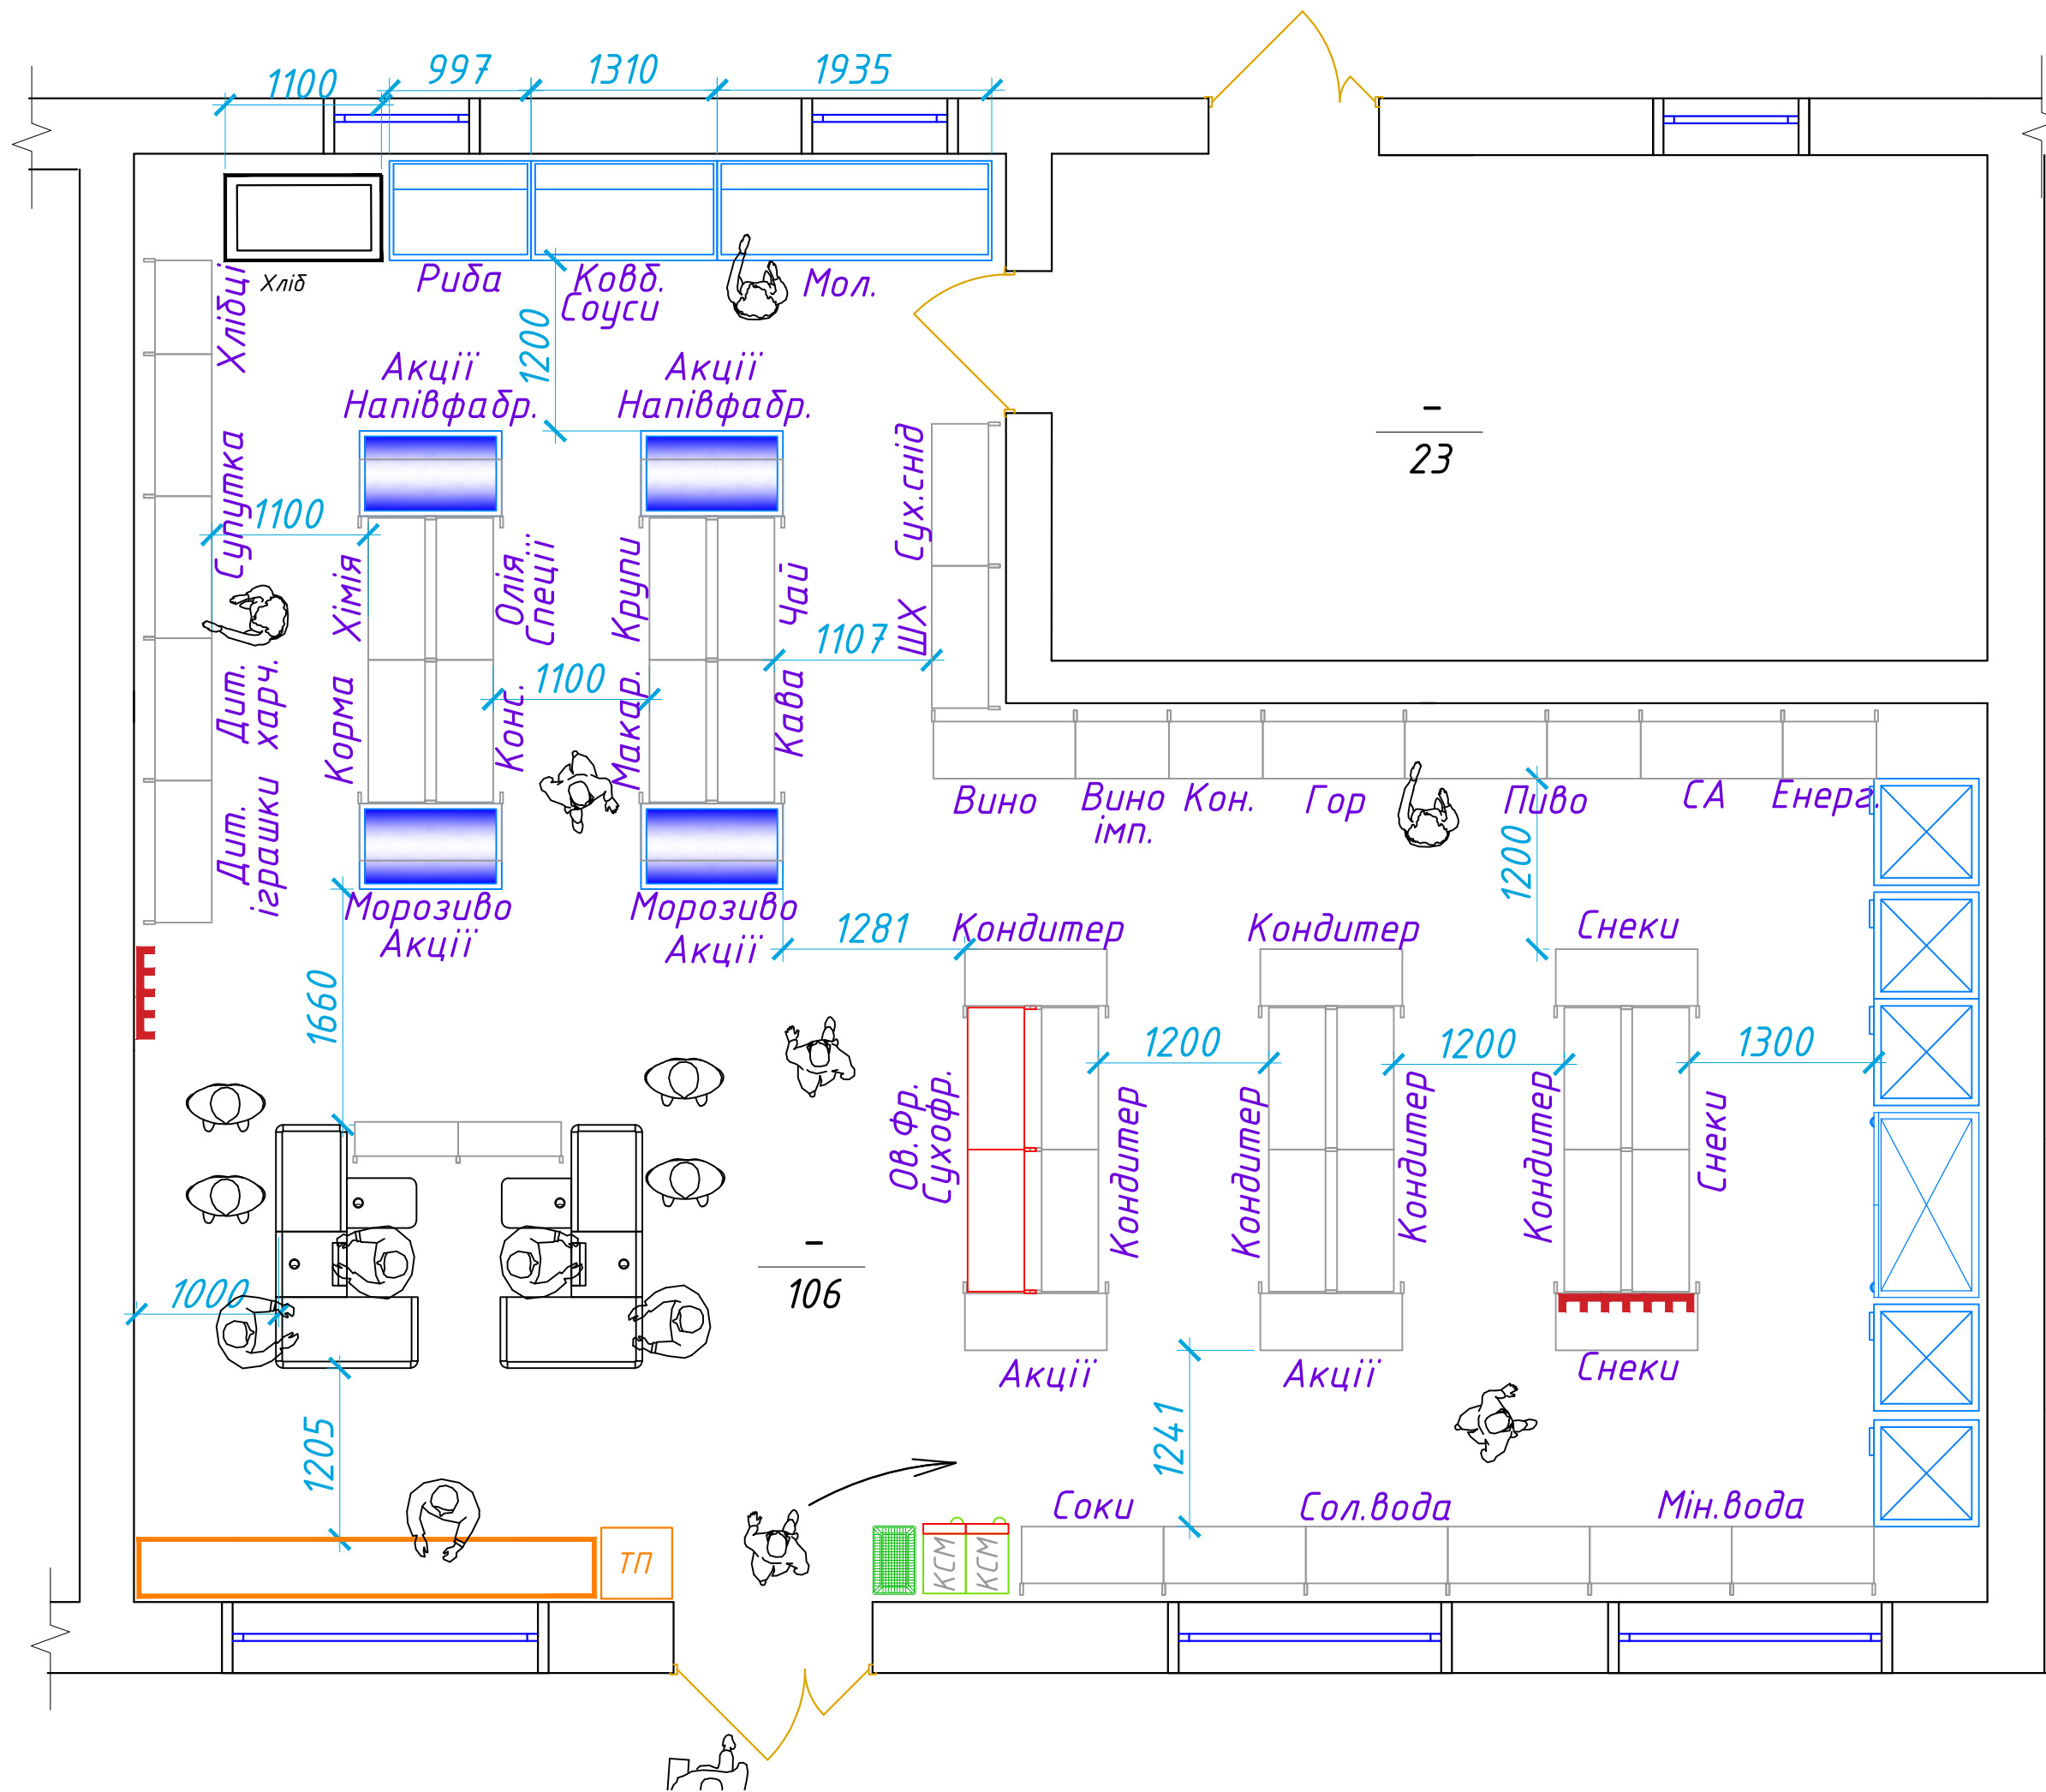 1100
997
1310
1935
Хліб
Риба
Ковб.
Соуси
Мол.
Хлібці
1200
Акції
Напівфабр.
Акції
Напівфабр.
–
23
Супутка
1100
Хімія
Олія
Спеції
Крупи
Чай
Сух.снід
ШХ
1107
Дит.
харч.
Корма
Конс.
1100
Макар.
Кава
Дит.
іграшки
Вино
Вино
імп.
Кон.
Гор
Пиво
СА
Енерг.
1200
Морозиво
Акції
Морозиво
Акції
1281
Кондитер
Кондитер
Снеки
1660
1200
1200
1300
Ов.Фр.
Сухофр.
Кондитер
Кондитер
Кондитер
Кондитер
Снеки
–
106
1000
Акції
Акції
Снеки
1205
1241
Соки
Сол.вода
Мін.вода
ТП
КСМ
КСМ